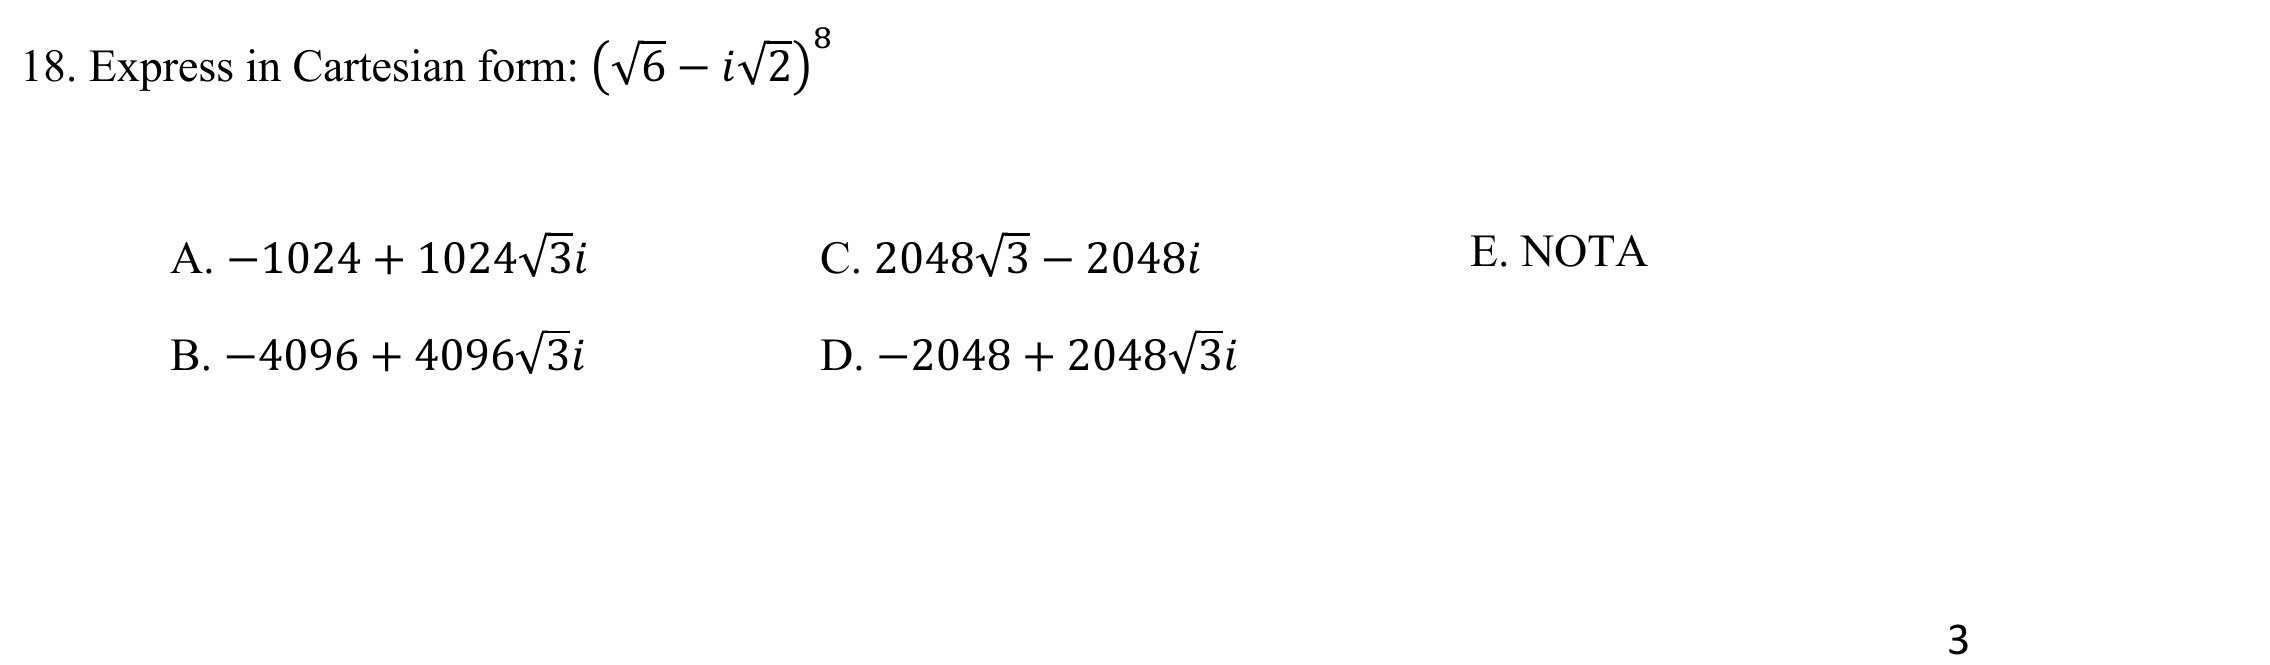 18. Express in Cartesian form: (√6 − i√2)⁸
A. −1024 + 1024√3i
C. 2048√3 − 2048i
E. NOTA
B. −4096 + 4096√3i
D. −2048 + 2048√3i
3